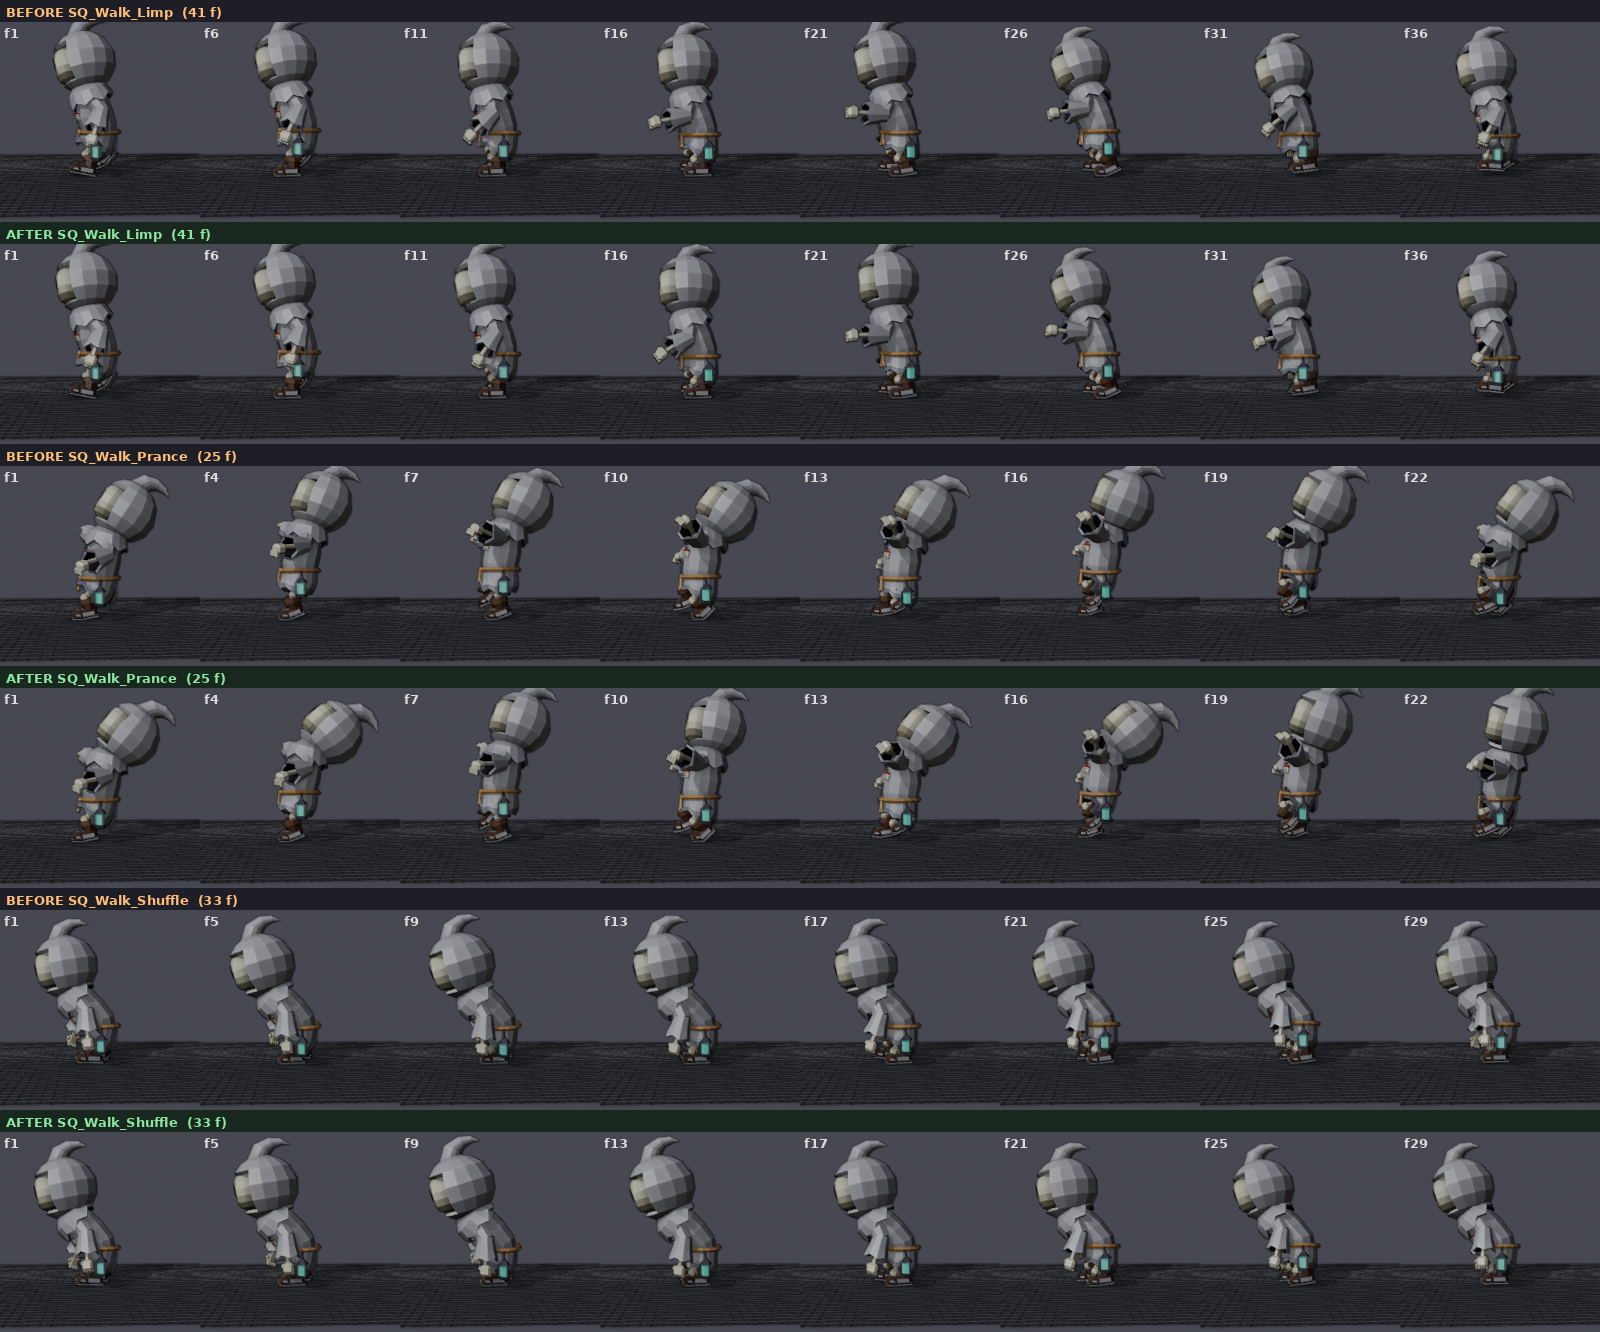 BEFORE SQ_Walk_Limp (41 f)
f1 f6 f11 f16 f21 f26 f31 f36
AFTER SQ_Walk_Limp (41 f)
f1 f6 f11 f16 f21 f26 f31 f36
BEFORE SQ_Walk_Prance (25 f)
f1 f4 f7 f10 f13 f16 f19 f22
AFTER SQ_Walk_Prance (25 f)
f1 f4 f7 f10 f13 f16 f19 f22
BEFORE SQ_Walk_Shuffle (33 f)
f1 f5 f9 f13 f17 f21 f25 f29
AFTER SQ_Walk_Shuffle (33 f)
f1 f5 f9 f13 f17 f21 f25 f29